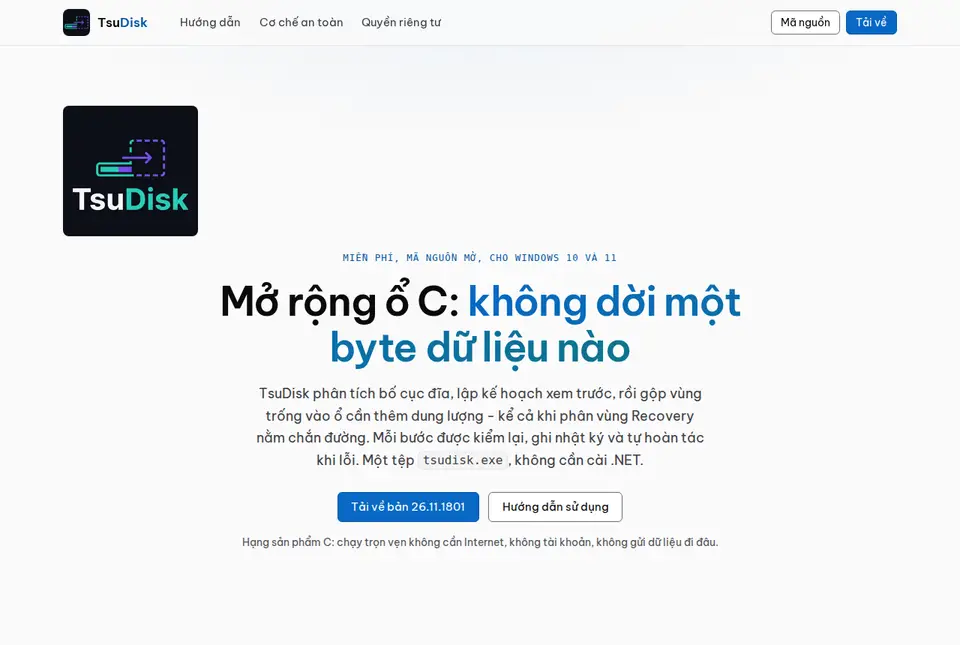 TsuDisk
Hướng dẫn
Cơ chế an toàn
Quyền riêng tư
Mã nguồn
Tải về
TsuDisk
MIỄN PHÍ, MÃ NGUỒN MỞ, CHO WINDOWS 10 VÀ 11
Mở rộng ổ C: không dời một
byte dữ liệu nào
TsuDisk phân tích bố cục đĩa, lập kế hoạch xem trước, rồi gộp vùng
trống vào ổ cần thêm dung lượng - kể cả khi phân vùng Recovery
nằm chắn đường. Mỗi bước được kiểm lại, ghi nhật ký và tự hoàn tác
khi lỗi. Một tệp tsudisk.exe, không cần cài .NET.
Tải về bản 26.11.1801
Hướng dẫn sử dụng
Hạng sản phẩm C: chạy trọn vẹn không cần Internet, không tài khoản, không gửi dữ liệu đi đâu.